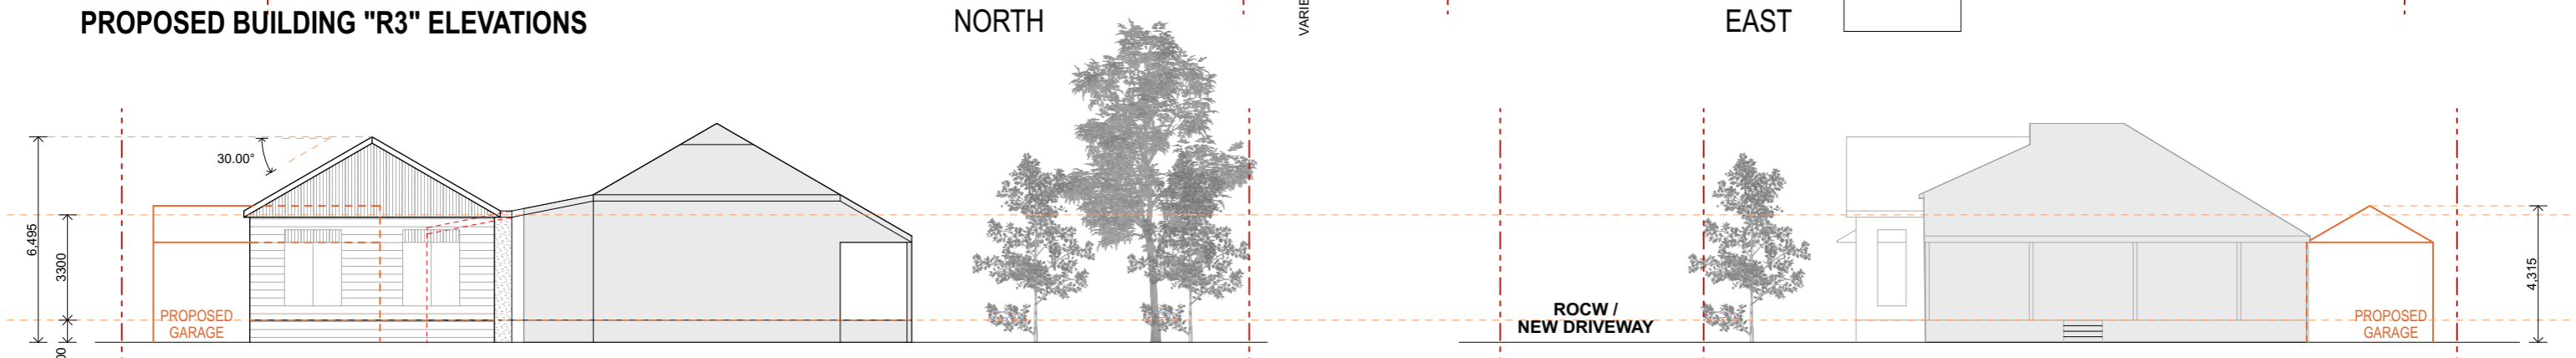 PROPOSED BUILDING "R3" ELEVATIONS
NORTH
EAST
30.00°
6,495
3300
PROPOSED
GARAGE
ROCW /
NEW DRIVEWAY
PROPOSED
GARAGE
4,315